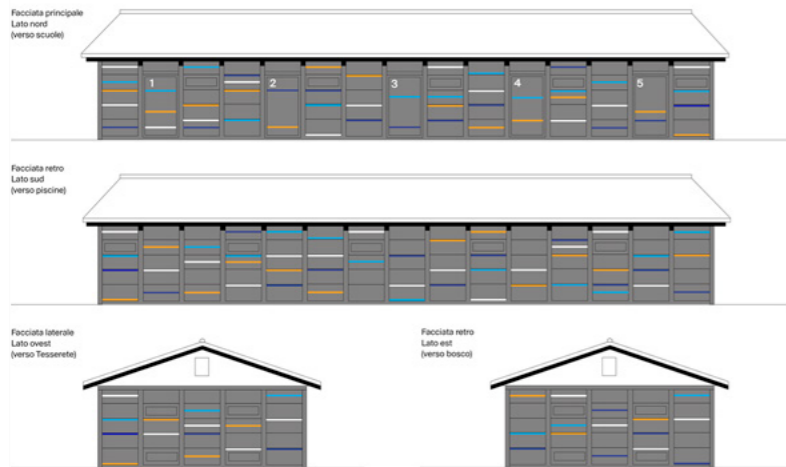 Facciata principale
Lato nord
(verso scuole)
1
2
3
4
5
Facciata retro
Lato sud
(verso piscine)
Facciata laterale
Lato ovest
(verso Tesserete)
Facciata retro
Lato est
(verso bosco)